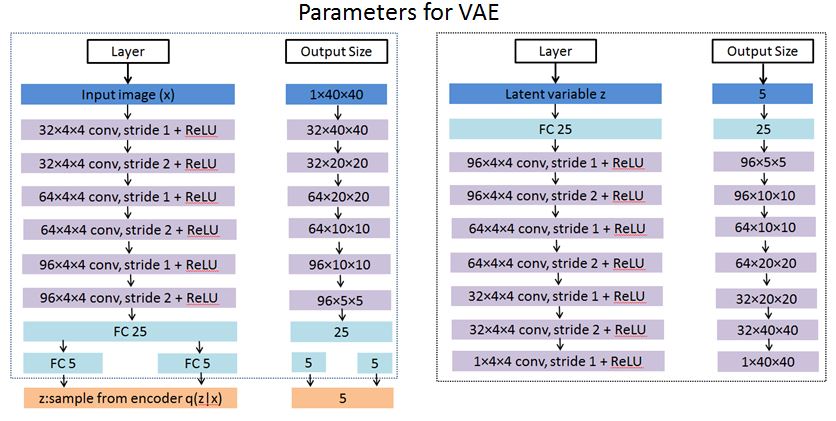 Parameters for VAE
Layer Output Size
Input image (x) 1×40×40
32×4×4 conv, stride 1 + ReLU 32×40×40
32×4×4 conv, stride 2 + ReLU 32×20×20
64×4×4 conv, stride 1 + ReLU 64×20×20
64×4×4 conv, stride 2 + ReLU 64×10×10
96×4×4 conv, stride 1 + ReLU 96×10×10
96×4×4 conv, stride 2 + ReLU 96×5×5
FC 25 25
FC 5 FC 5 5 5
z:sample from encoder q(z|x) 5
Layer Output Size
Latent variable z 5
FC 25 25
96×4×4 conv, stride 1 + ReLU 96×5×5
96×4×4 conv, stride 2 + ReLU 96×10×10
64×4×4 conv, stride 1 + ReLU 64×10×10
64×4×4 conv, stride 2 + ReLU 64×20×20
32×4×4 conv, stride 1 + ReLU 32×20×20
32×4×4 conv, stride 2 + ReLU 32×40×40
1×4×4 conv, stride 1 + ReLU 1×40×40